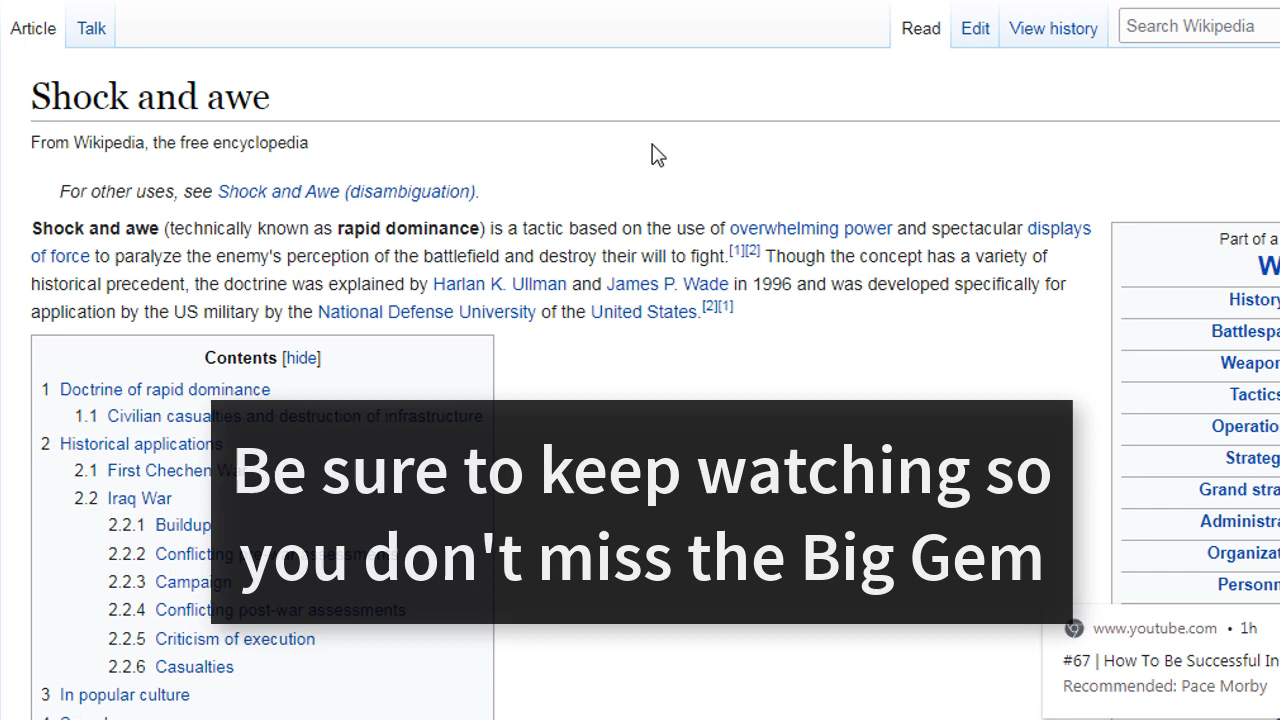 Article Talk Read Edit View history Search Wikipedia
Shock and awe
From Wikipedia, the free encyclopedia
For other uses, see Shock and Awe (disambiguation).
Shock and awe (technically known as rapid dominance) is a tactic based on the use of overwhelming power and spectacular displays
of force to paralyze the enemy's perception of the battlefield and destroy their will to fight.[1][2] Though the concept has a variety of
historical precedent, the doctrine was explained by Harlan K. Ullman and James P. Wade in 1996 and was developed specifically for
application by the US military by the National Defense University of the United States.[2][1]
Contents [hide]
1 Doctrine of rapid dominance
1.1 Civilian casualties and destruction of infrastructure
2 Historical applications
2.1 First Chechen War
2.2 Iraq War
2.2.1 Buildup
2.2.2 Conflicting pre-war assessments
2.2.3 Campaign
2.2.4 Conflicting post-war assessments
2.2.5 Criticism of execution
2.2.6 Casualties
3 In popular culture
4
Be sure to keep watching so
you don't miss the Big Gem
Part of a
W
History
Battlespa
Weapon
Tactics
Operatio
Strateg
Grand stra
Administra
Organizat
Personn
www.youtube.com • 1h
#67 | How To Be Successful In
Recommended: Pace Morby